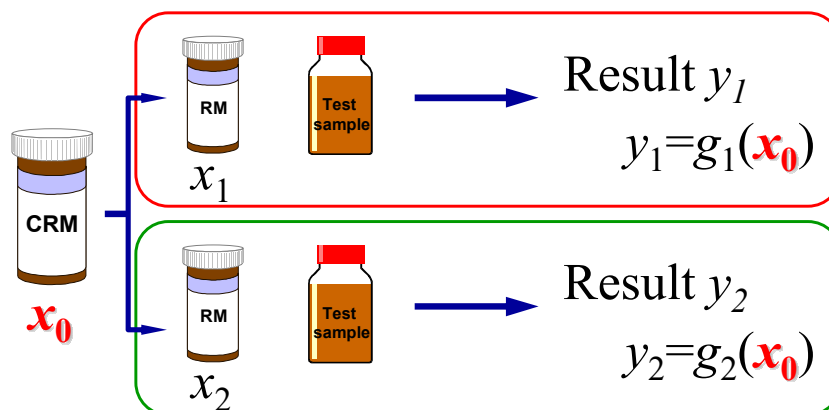 CRM
x0
RM
x1
Test
sample
Result y1
y1=g1(x0)
RM
x2
Test
sample
Result y2
y2=g2(x0)